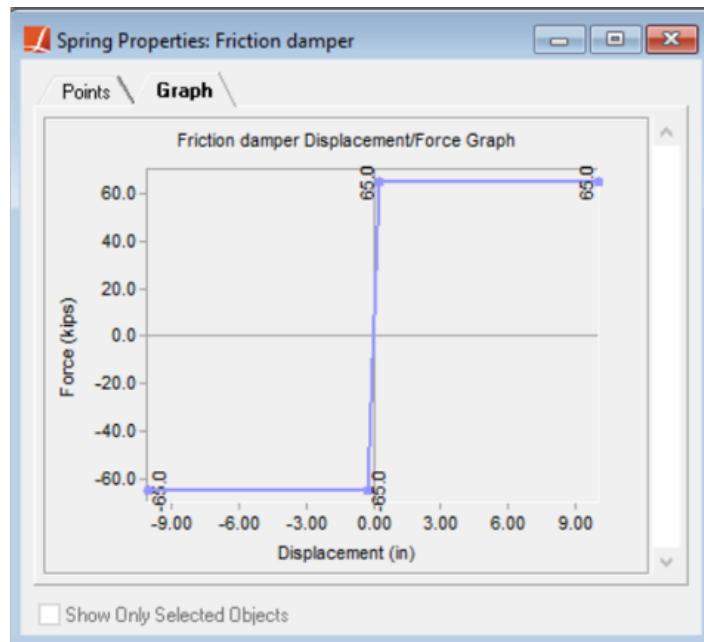 Spring Properties: Friction damper
Points
Graph
Friction damper Displacement/Force Graph
65.0
65.0
60.0
40.0
20.0
0.0
-20.0
-40.0
-60.0
Force (kips)
-65.0
-65.0
-9.00 -6.00 -3.00 0.00 3.00 6.00 9.00
Displacement (in)
Show Only Selected Objects